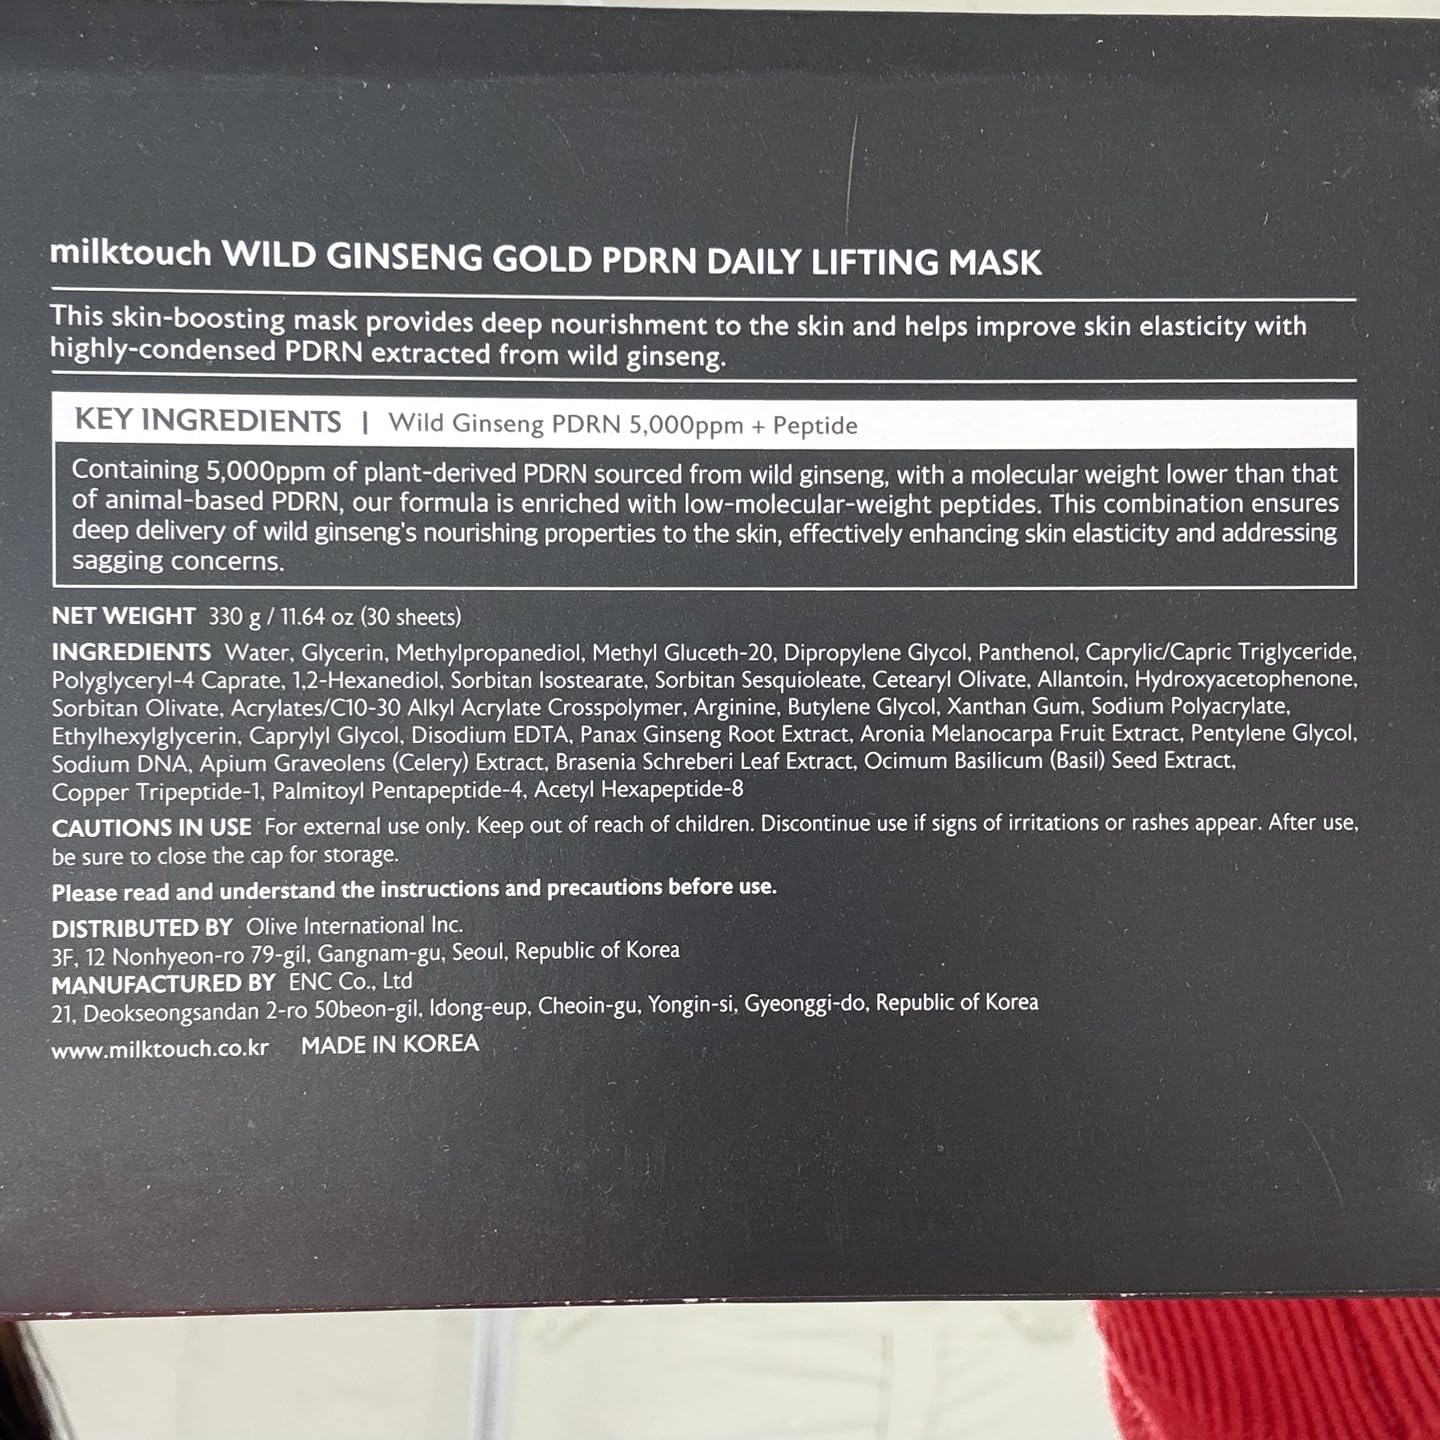 milktouch WILD GINSENG GOLD PDRN DAILY LIFTING MASK
This skin-boosting mask provides deep nourishment to the skin and helps improve skin elasticity with
highly-condensed PDRN extracted from wild ginseng.
KEY INGREDIENTS | Wild Ginseng PDRN 5,000ppm + Peptide
Containing 5,000ppm of plant-derived PDRN sourced from wild ginseng, with a molecular weight lower than that
of animal-based PDRN, our formula is enriched with low-molecular-weight peptides. This combination ensures
deep delivery of wild ginseng's nourishing properties to the skin, effectively enhancing skin elasticity and addressing
sagging concerns.
NET WEIGHT 330 g / 11.64 oz (30 sheets)
INGREDIENTS Water, Glycerin, Methylpropanediol, Methyl Gluceth-20, Dipropylene Glycol, Panthenol, Caprylic/Capric Triglyceride,
Polyglyceryl-4 Caprate, 1,2-Hexanediol, Sorbitan Isostearate, Sorbitan Sesquioleate, Cetearyl Olivate, Allantoin, Hydroxyacetophenone,
Sorbitan Olivate, Acrylates/C10-30 Alkyl Acrylate Crosspolymer, Arginine, Butylene Glycol, Xanthan Gum, Sodium Polyacrylate,
Ethylhexylglycerin, Caprylyl Glycol, Disodium EDTA, Panax Ginseng Root Extract, Aronia Melanocarpa Fruit Extract, Pentylene Glycol,
Sodium DNA, Apium Graveolens (Celery) Extract, Brasenia Schreberi Leaf Extract, Ocimum Basilicum (Basil) Seed Extract,
Copper Tripeptide-1, Palmitoyl Pentapeptide-4, Acetyl Hexapeptide-8
CAUTIONS IN USE For external use only. Keep out of reach of children. Discontinue use if signs of irritations or rashes appear. After use,
be sure to close the cap for storage.
Please read and understand the instructions and precautions before use.
DISTRIBUTED BY Olive International Inc.
3F, 12 Nonhyeon-ro 79-gil, Gangnam-gu, Seoul, Republic of Korea
MANUFACTURED BY ENC Co., Ltd
21, Deokseongsandan 2-ro 50beon-gil, Idong-eup, Cheoin-gu, Yongin-si, Gyeonggi-do, Republic of Korea
www.milktouch.co.kr MADE IN KOREA